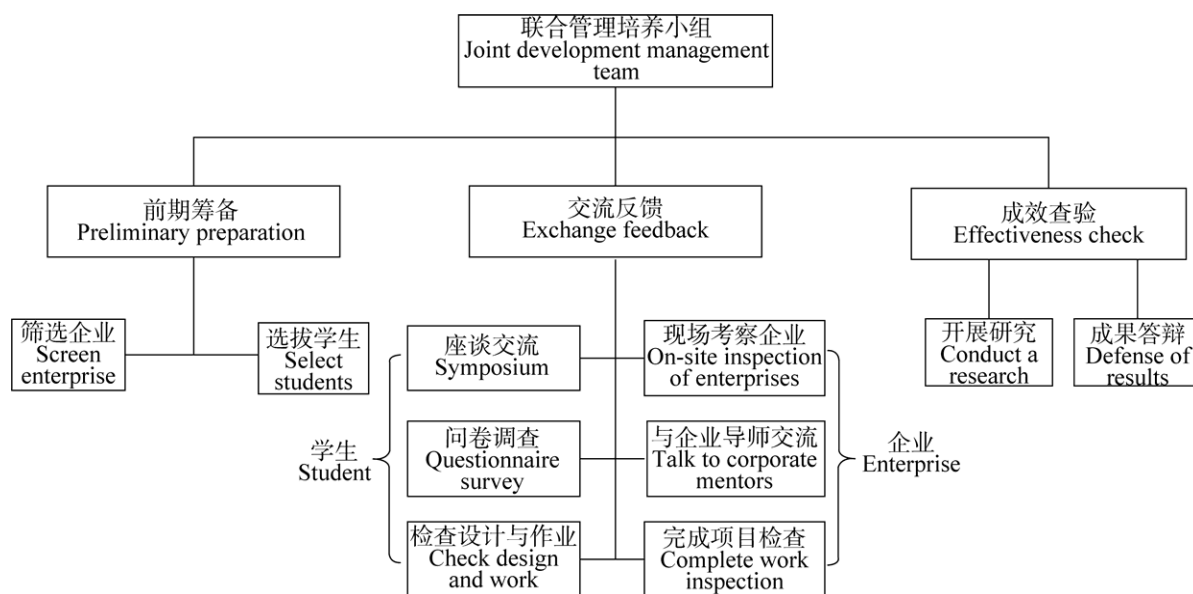 联合管理培养小组
Joint development management
team
前期筹备
Preliminary preparation
交流反馈
Exchange feedback
成效查验
Effectiveness check
筛选企业
Screen
enterprise
选拔学生
Select
students
座谈交流
Symposium
现场考察企业
On-site inspection
of enterprises
开展研究
Conduct a
research
成果答辩
Defense of
results
学生
Student
问卷调查
Questionnaire
survey
与企业导师交流
Talk to corporate
mentors
企业
Enterprise
检查设计与作业
Check design
and work
完成项目检查
Complete work
inspection